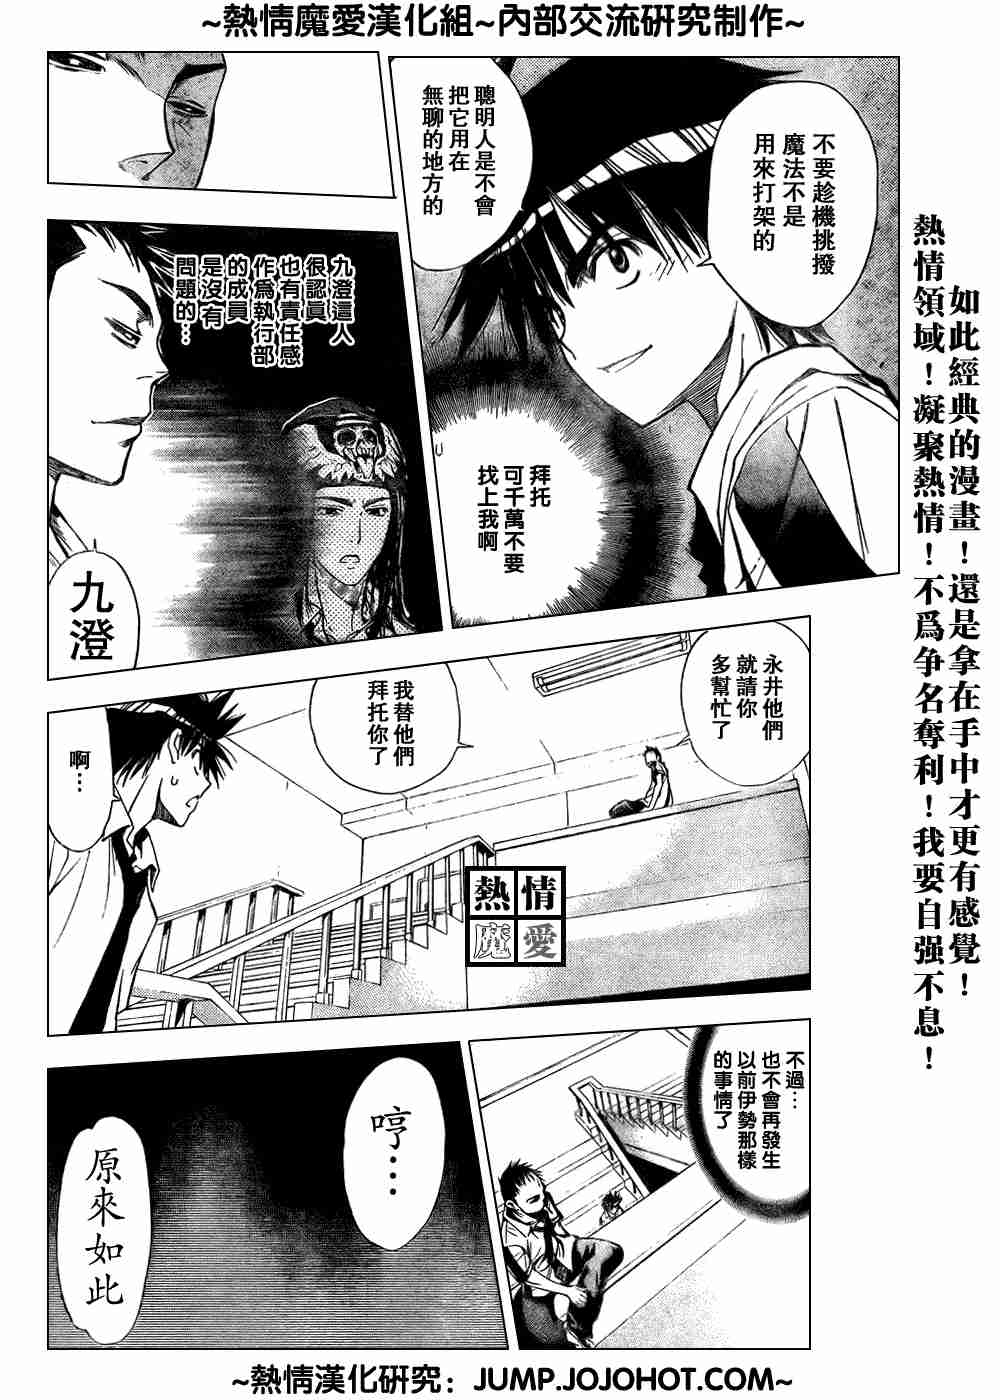 ~熱情魔愛漢化組~內部交流研究制作~
不要趁機挑撥
魔法不是
用來打架的
聰明人是不會
把它用在
無聊的地方的
拜托
可千萬不要
找上我啊
九澄這人
很認真
也有責任感
作為執行部
的成員
是沒有
問題的…
九澄
永井他們
就請你
多幫忙了
我替他們
拜托你了
啊…
熱情
魔愛
不過…
也不會再發生
以前伊勢那樣
的事情了
哼…
原來如此
如此經典的漫畫！還是拿在手中才更有感覺！
熱情領域！凝聚熱情！不爲争名奪利！我要自强不息！
~熱情漢化研究：JUMP.JOJOHOT.COM~